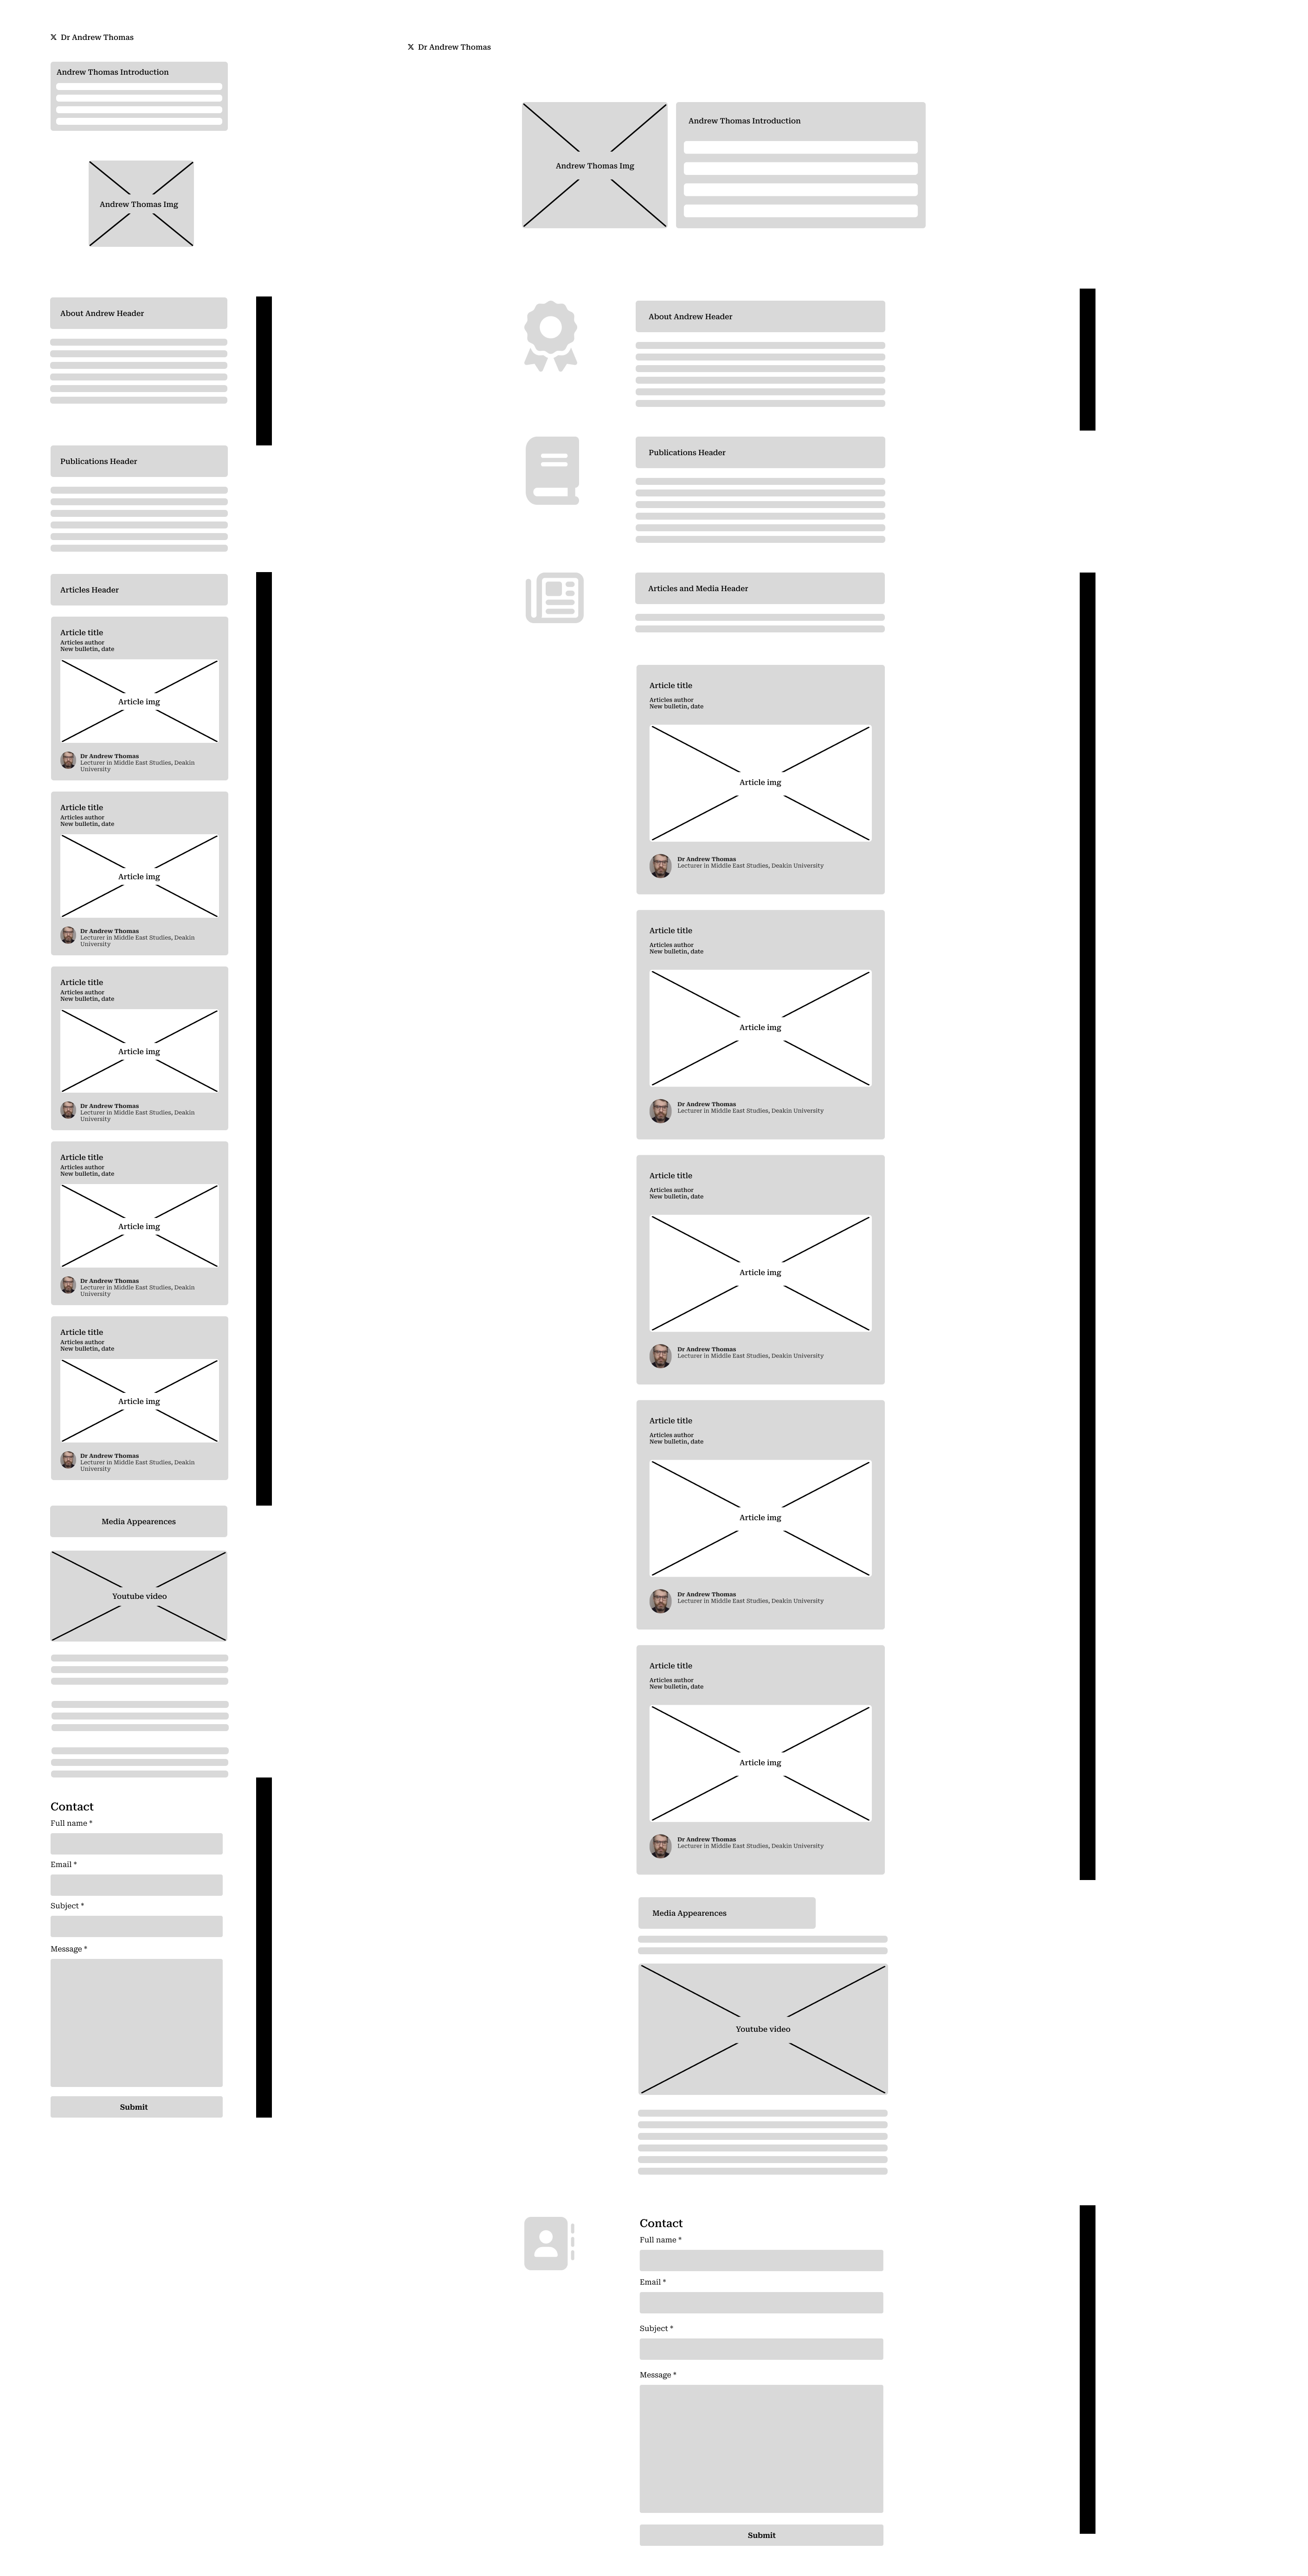 𝕏 Dr Andrew Thomas
Andrew Thomas Introduction
Andrew Thomas Img
About Andrew Header
Publications Header
Articles Header
Article title
Articles author
New bulletin, date
Article img
Dr Andrew Thomas
Lecturer in Middle East Studies, Deakin
University
Article title
Articles author
New bulletin, date
Article img
Dr Andrew Thomas
Lecturer in Middle East Studies, Deakin
University
Article title
Articles author
New bulletin, date
Article img
Dr Andrew Thomas
Lecturer in Middle East Studies, Deakin
University
Article title
Articles author
New bulletin, date
Article img
Dr Andrew Thomas
Lecturer in Middle East Studies, Deakin
University
Article title
Articles author
New bulletin, date
Article img
Dr Andrew Thomas
Lecturer in Middle East Studies, Deakin
University
Media Appearences
Youtube video
Contact
Full name *
Email *
Subject *
Message *
Submit
𝕏 Dr Andrew Thomas
Andrew Thomas Img
Andrew Thomas Introduction
About Andrew Header
Publications Header
Articles and Media Header
Article title
Articles author
New bulletin, date
Article img
Dr Andrew Thomas
Lecturer in Middle East Studies, Deakin University
Article title
Articles author
New bulletin, date
Article img
Dr Andrew Thomas
Lecturer in Middle East Studies, Deakin University
Article title
Articles author
New bulletin, date
Article img
Dr Andrew Thomas
Lecturer in Middle East Studies, Deakin University
Article title
Articles author
New bulletin, date
Article img
Dr Andrew Thomas
Lecturer in Middle East Studies, Deakin University
Article title
Articles author
New bulletin, date
Article img
Dr Andrew Thomas
Lecturer in Middle East Studies, Deakin University
Media Appearences
Youtube video
Contact
Full name *
Email *
Subject *
Message *
Submit